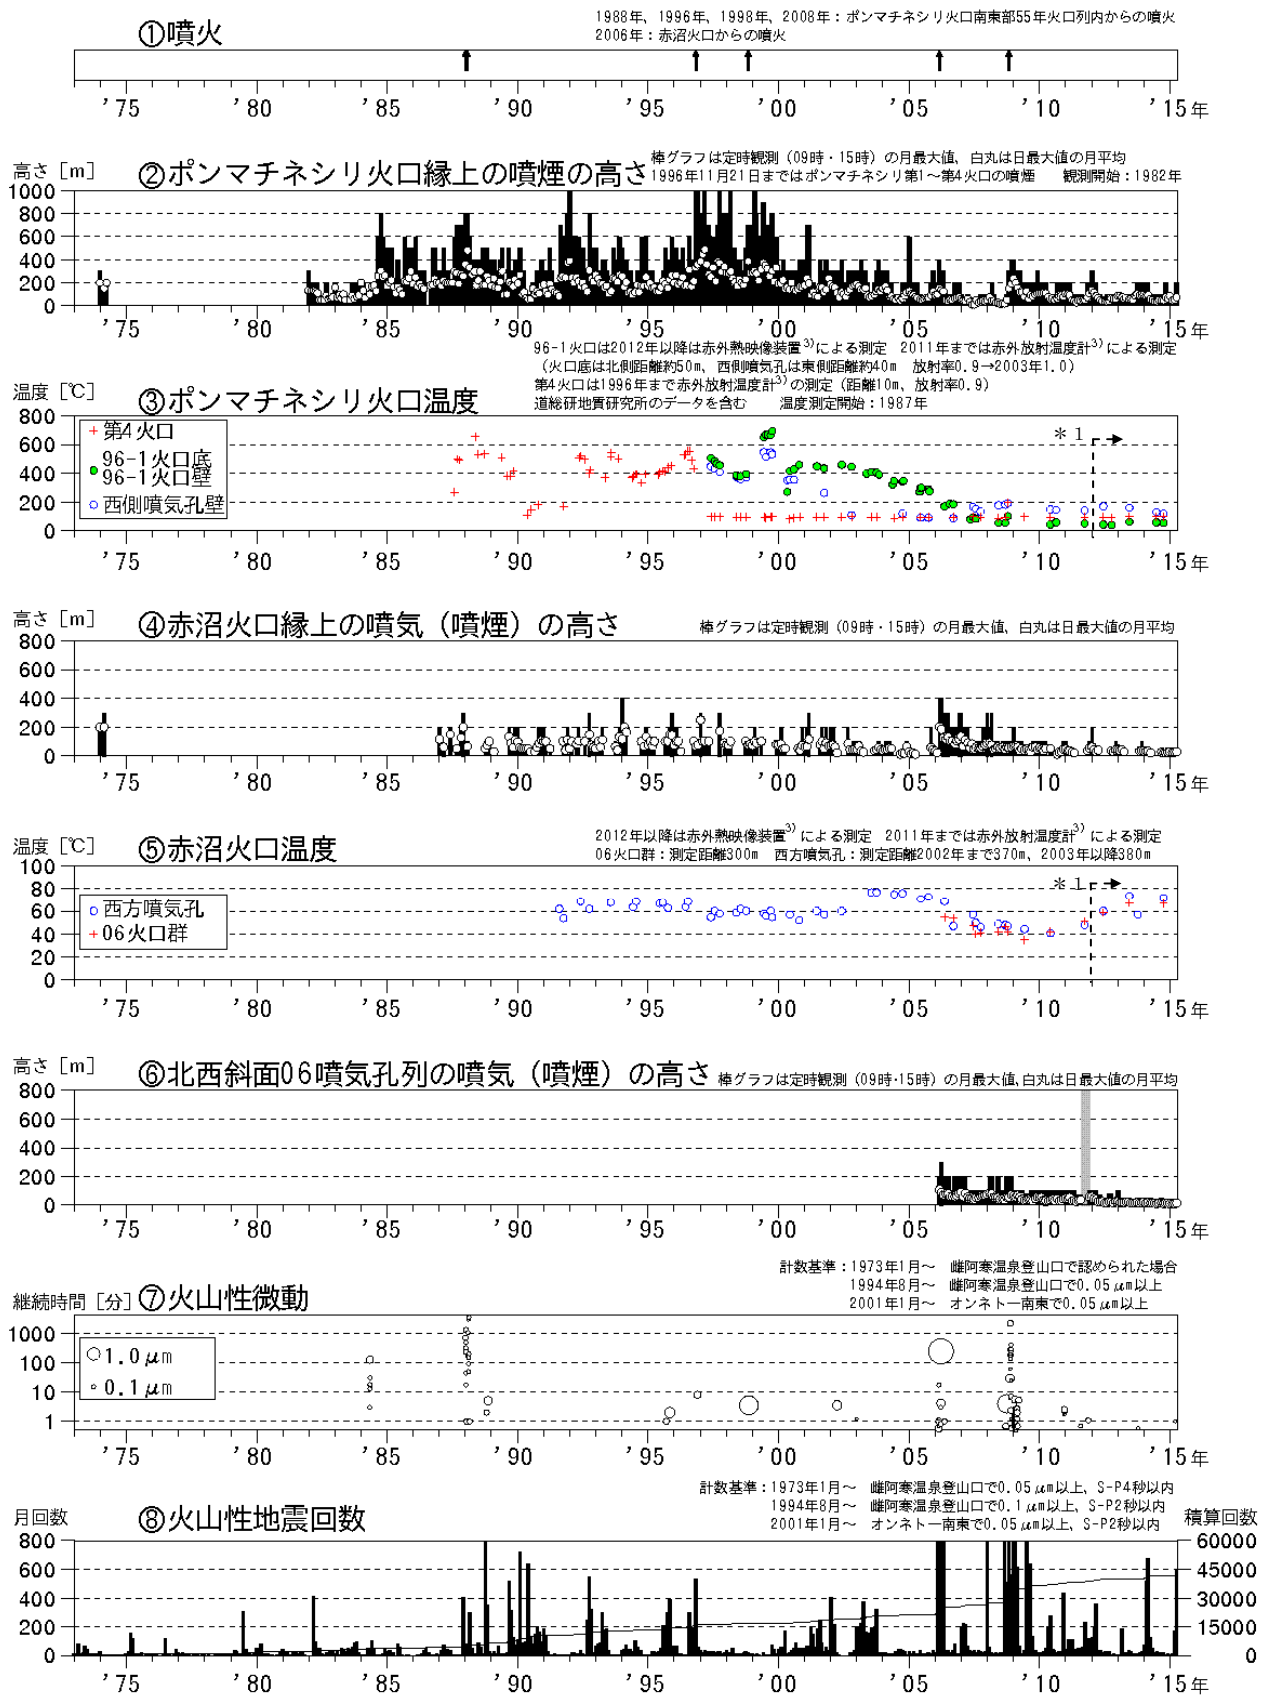 ①噴火
1988年、1996年、1998年、2008年：ポンマチネシリ火口南東部55年火口列内からの噴火
2006年：赤沼火口からの噴火
'75 '80 '85 '90 '95 '00 '05 '10 '15年
高さ［m］
②ポンマチネシリ火口縁上の噴煙の高さ
棒グラフは定時観測（09時・15時）の月最大値、白丸は日最大値の月平均
1996年11月21日まではポンマチネシリ第1～第4火口の噴煙　観測開始：1982年
1000
800
600
400
200
0
'75 '80 '85 '90 '95 '00 '05 '10 '15年
96-1火口は2012年以降は赤外熱映像装置3)による測定　2011年までは赤外放射温度計3)による測定
（火口底は北側距離約50m、西側噴気孔は東側距離約40m　放射率0.9→2003年1.0）
第4火口は1996年まで赤外放射温度計3)の測定（距離10m、放射率0.9）
道総研地質研究所のデータを含む　温度測定開始：1987年
温度［℃］
③ポンマチネシリ火口温度
800
600
400
200
0
第4火口
96-1火口底
96-1火口壁
西側噴気孔壁
＊1
'75 '80 '85 '90 '95 '00 '05 '10 '15年
高さ［m］
④赤沼火口縁上の噴気（噴煙）の高さ
棒グラフは定時観測（09時・15時）の月最大値、白丸は日最大値の月平均
800
600
400
200
0
'75 '80 '85 '90 '95 '00 '05 '10 '15年
温度［℃］
⑤赤沼火口温度
2012年以降は赤外熱映像装置3)による測定　2011年までは赤外放射温度計3)による測定
06火口群：測定距離300m　西方噴気孔：測定距離2002年まで370m、2003年以降380m
100
80
60
40
20
0
西方噴気孔
06火口群
＊1
'75 '80 '85 '90 '95 '00 '05 '10 '15年
高さ［m］
⑥北西斜面06噴気孔列の噴気（噴煙）の高さ
棒グラフは定時観測（09時・15時）の月最大値、白丸は日最大値の月平均
800
600
400
200
0
'75 '80 '85 '90 '95 '00 '05 '10 '15年
計数基準：1973年1月～　雌阿寒温泉登山口で認められた場合
1994年8月～　雌阿寒温泉登山口で0.05μm以上
2001年1月～　オンネトー南東で0.05μm以上
継続時間［分］
⑦火山性微動
1000
100
10
1
1.0μm
0.1μm
'75 '80 '85 '90 '95 '00 '05 '10 '15年
計数基準：1973年1月～　雌阿寒温泉登山口で0.05μm以上、S-P4秒以内
1994年8月～　雌阿寒温泉登山口で0.1μm以上、S-P2秒以内
2001年1月～　オンネトー南東で0.05μm以上、S-P2秒以内
月回数
⑧火山性地震回数
積算回数
800 60000
600 45000
400 30000
200 15000
0 0
'75 '80 '85 '90 '95 '00 '05 '10 '15年